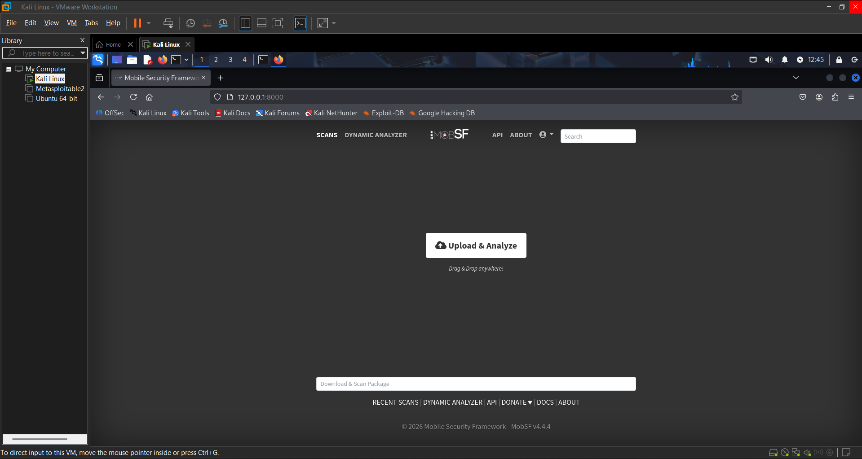 Kali Linux - VMware Workstation
File Edit View VM Tabs Help
Library
Type here to sea...
My Computer
Kali Linux
Metasploitable2
Ubuntu 64-bit
Home
Kali Linux
1 2 3 4
12:45
Mobile Security Framewo
127.0.0.1:8000
OffSec Kali Linux Kali Tools Kali Docs Kali Forums Kali NetHunter Exploit-DB Google Hacking DB
SCANS DYNAMIC ANALYZER MobSF API ABOUT Search
Upload & Analyze
Drag & Drop anywhere!
Download & Scan Package
RECENT SCANS | DYNAMIC ANALYZER | API | DONATE ♥ | DOCS | ABOUT
© 2026 Mobile Security Framework - MobSF v4.4.4
To direct input to this VM, move the mouse pointer inside or press Ctrl+G.